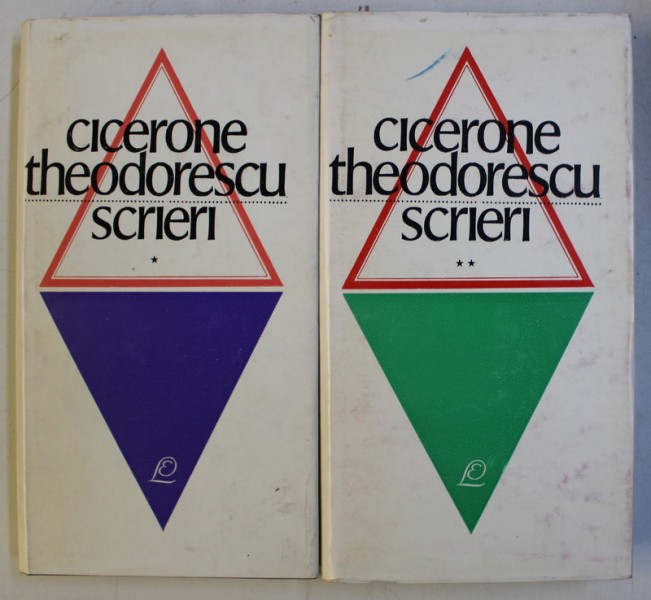 cicerone
theodorescu
scrieri
*
cicerone
theodorescu
scrieri
**